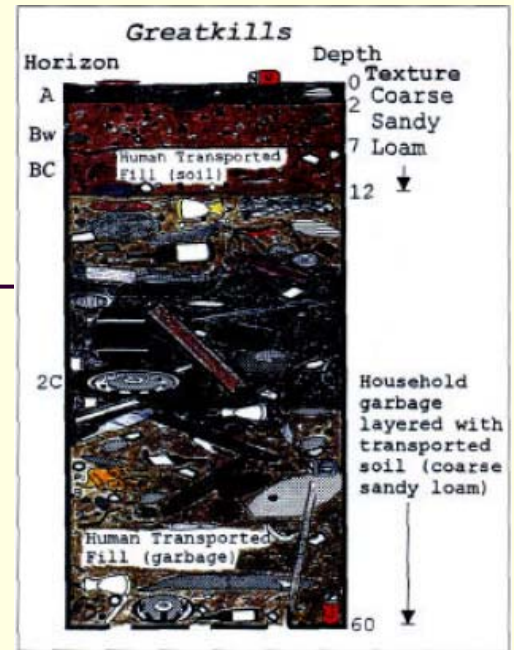 Greatkills
Horizon
Depth
0 Texture
A
2 Coarse
Sandy
Bw
7 Loam
BC
Human Transported
Fill (soil)
12
2C
Household
garbage
layered with
transported
soil (coarse
sandy loam)
Human Transported
Fill (garbage)
60